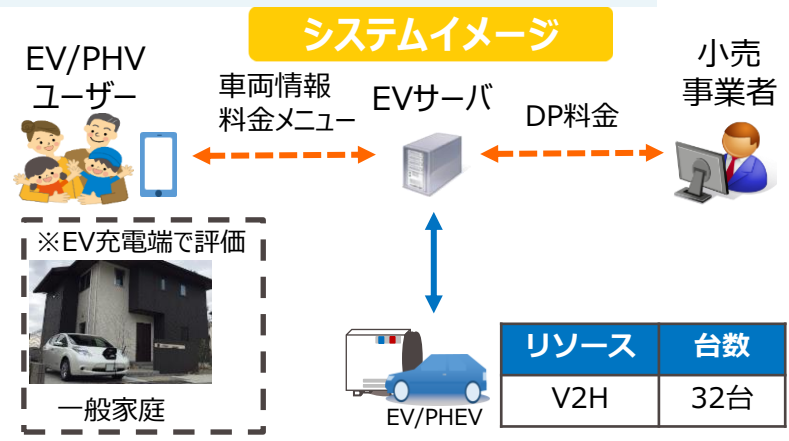 システムイメージ
EV/PHV
ユーザー
車両情報
料金メニュー
EVサーバ
DP料金
小売
事業者
※EV充電端で評価
一般家庭
EV/PHEV
リソース 台数
V2H 32台